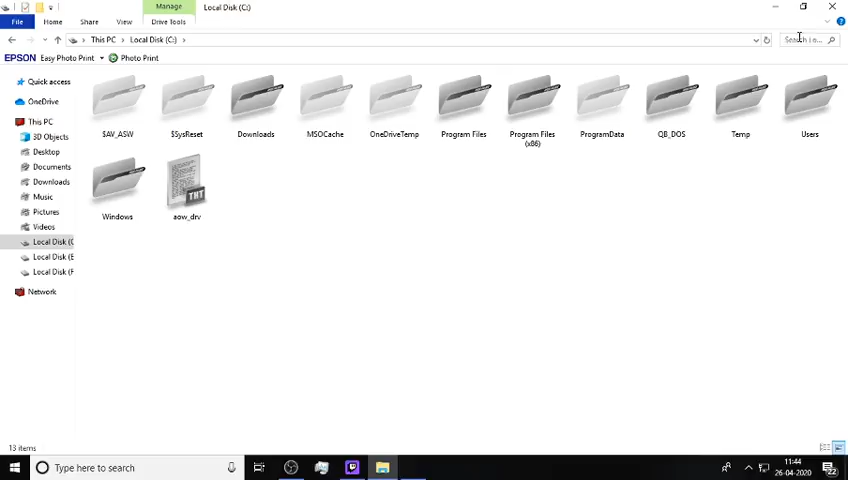 Manage
Local Disk (C:)
File
Home
Share
View
Drive Tools
This PC
Local Disk (C:)
EPSON
Easy Photo Print
Photo Print
Quick access
OneDrive
This PC
3D Objects
Desktop
Documents
Downloads
Music
Pictures
Videos
Local Disk (C
Local Disk (E
Local Disk (F
Network
$AV_ASW
$SysReset
Downloads
MSOCache
OneDriveTemp
Program Files
Program Files
(x86)
ProgramData
QB_DOS
Temp
Users
TNT
Windows
aow_drv
13 items
Type here to search
11:44
26-04-2020
22